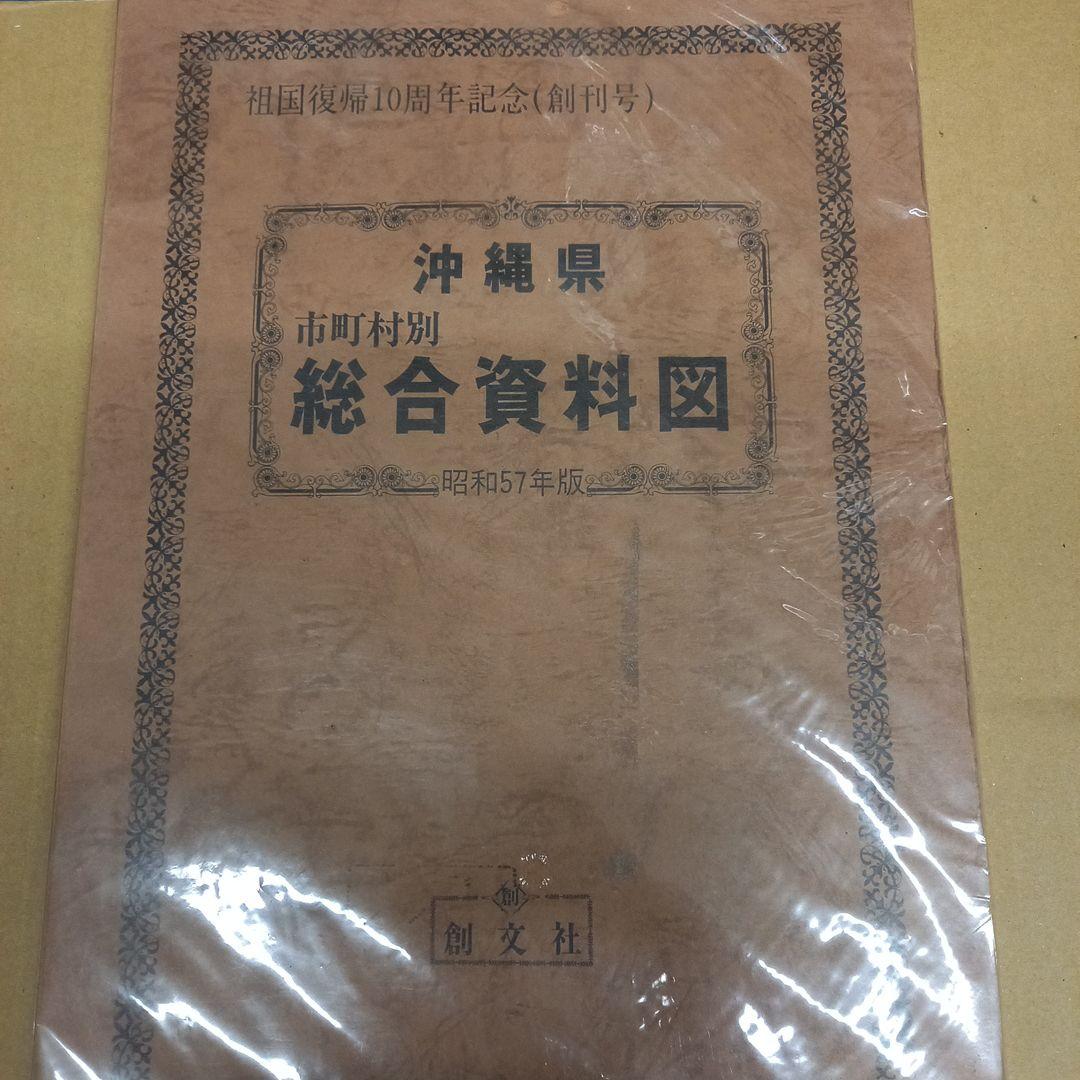 祖国復帰10周年記念(創刊号)
沖縄県
市町村別
総合資料図
昭和57年版
創
創文社